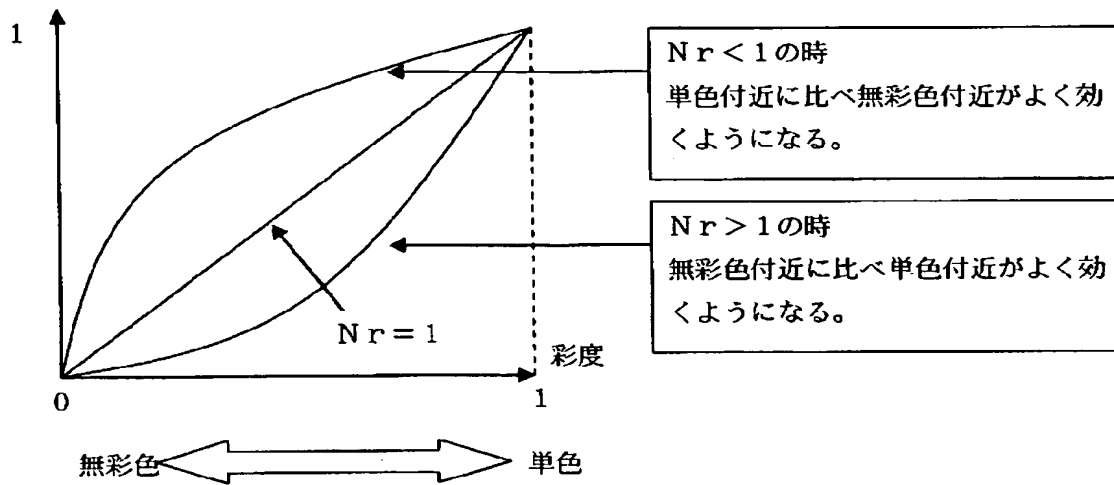 1
Nr<1の時
単色付近に比べ無彩色付近がよく効
くようになる。
Nr>1の時
無彩色付近に比べ単色付近がよく効
くようになる。
Nr=1
彩度
0
1
無彩色
単色